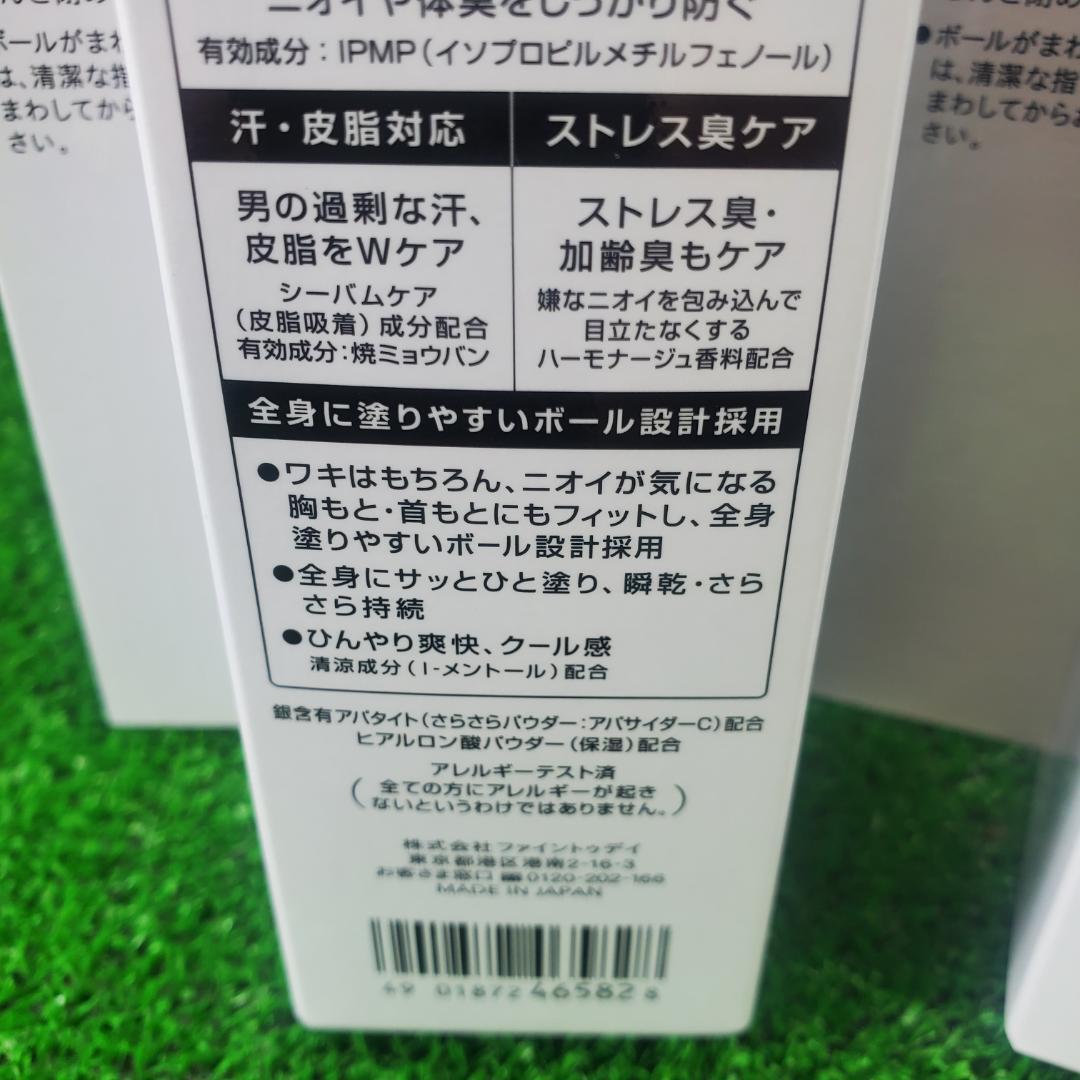 ニオイや体臭をしっかり防ぐ
有効成分：IPMP（イソプロピルメチルフェノール）
汗・皮脂対応
ストレス臭ケア
男の過剰な汗、
皮脂をWケア
シーバムケア
（皮脂吸着）成分配合
有効成分：焼ミョウバン
ストレス臭・
加齢臭もケア
嫌なニオイを包み込んで
目立たなくする
ハーモナージュ香料配合
全身に塗りやすいボール設計採用
●ワキはもちろん、ニオイが気になる
胸もと・首もとにもフィットし、全身
塗りやすいボール設計採用
●全身にサッとひと塗り、瞬乾・さら
さら持続
●ひんやり爽快、クール感
清涼成分（l-メントール）配合
銀含有アパタイト（さらさらパウダー：アパサイダーC）配合
ヒアルロン酸パウダー（保湿）配合
アレルギーテスト済
（全ての方にアレルギーが起き
ないというわけではありません。）
株式会社ファイントゥデイ
東京都港区港南2-16-3
お客さま窓口 0120-202-166
MADE IN JAPAN
01872 46582
ボールがまわ
は、清潔な指
まわしてから
さい。
●ボールがまわ
は、清潔な指
まわしてからお
さい。